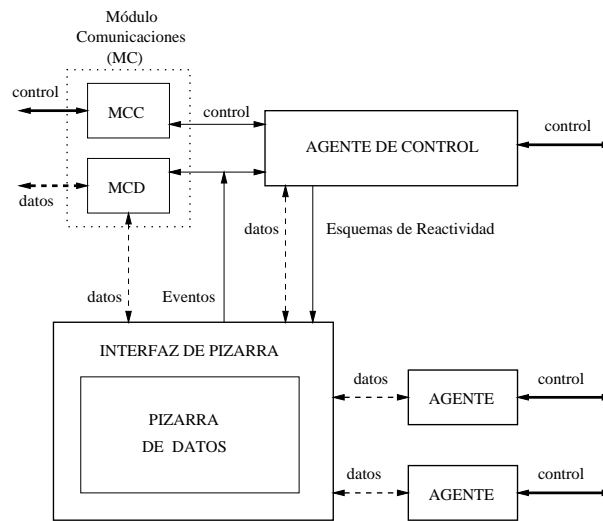 Módulo
Comunicaciones
(MC)
control
MCC
control
AGENTE DE CONTROL
control
MCD
datos
datos
Esquemas de Reactividad
datos
Eventos
INTERFAZ DE PIZARRA
PIZARRA
DE DATOS
datos
AGENTE
control
datos
AGENTE
control